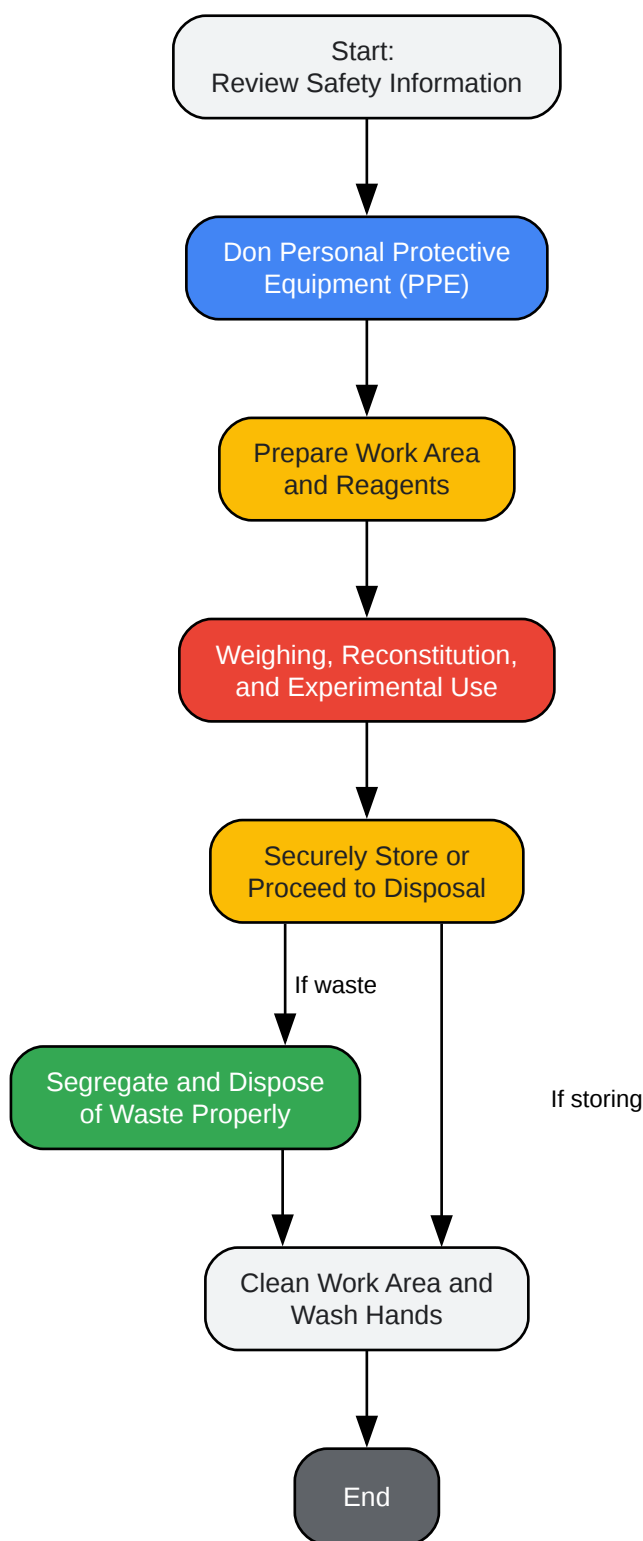 Start:
Review Safety Information
Don Personal Protective
Equipment (PPE)
Prepare Work Area
and Reagents
Weighing, Reconstitution,
and Experimental Use
Securely Store or
Proceed to Disposal
If waste
Segregate and Dispose
of Waste Properly
If storing
Clean Work Area and
Wash Hands
End